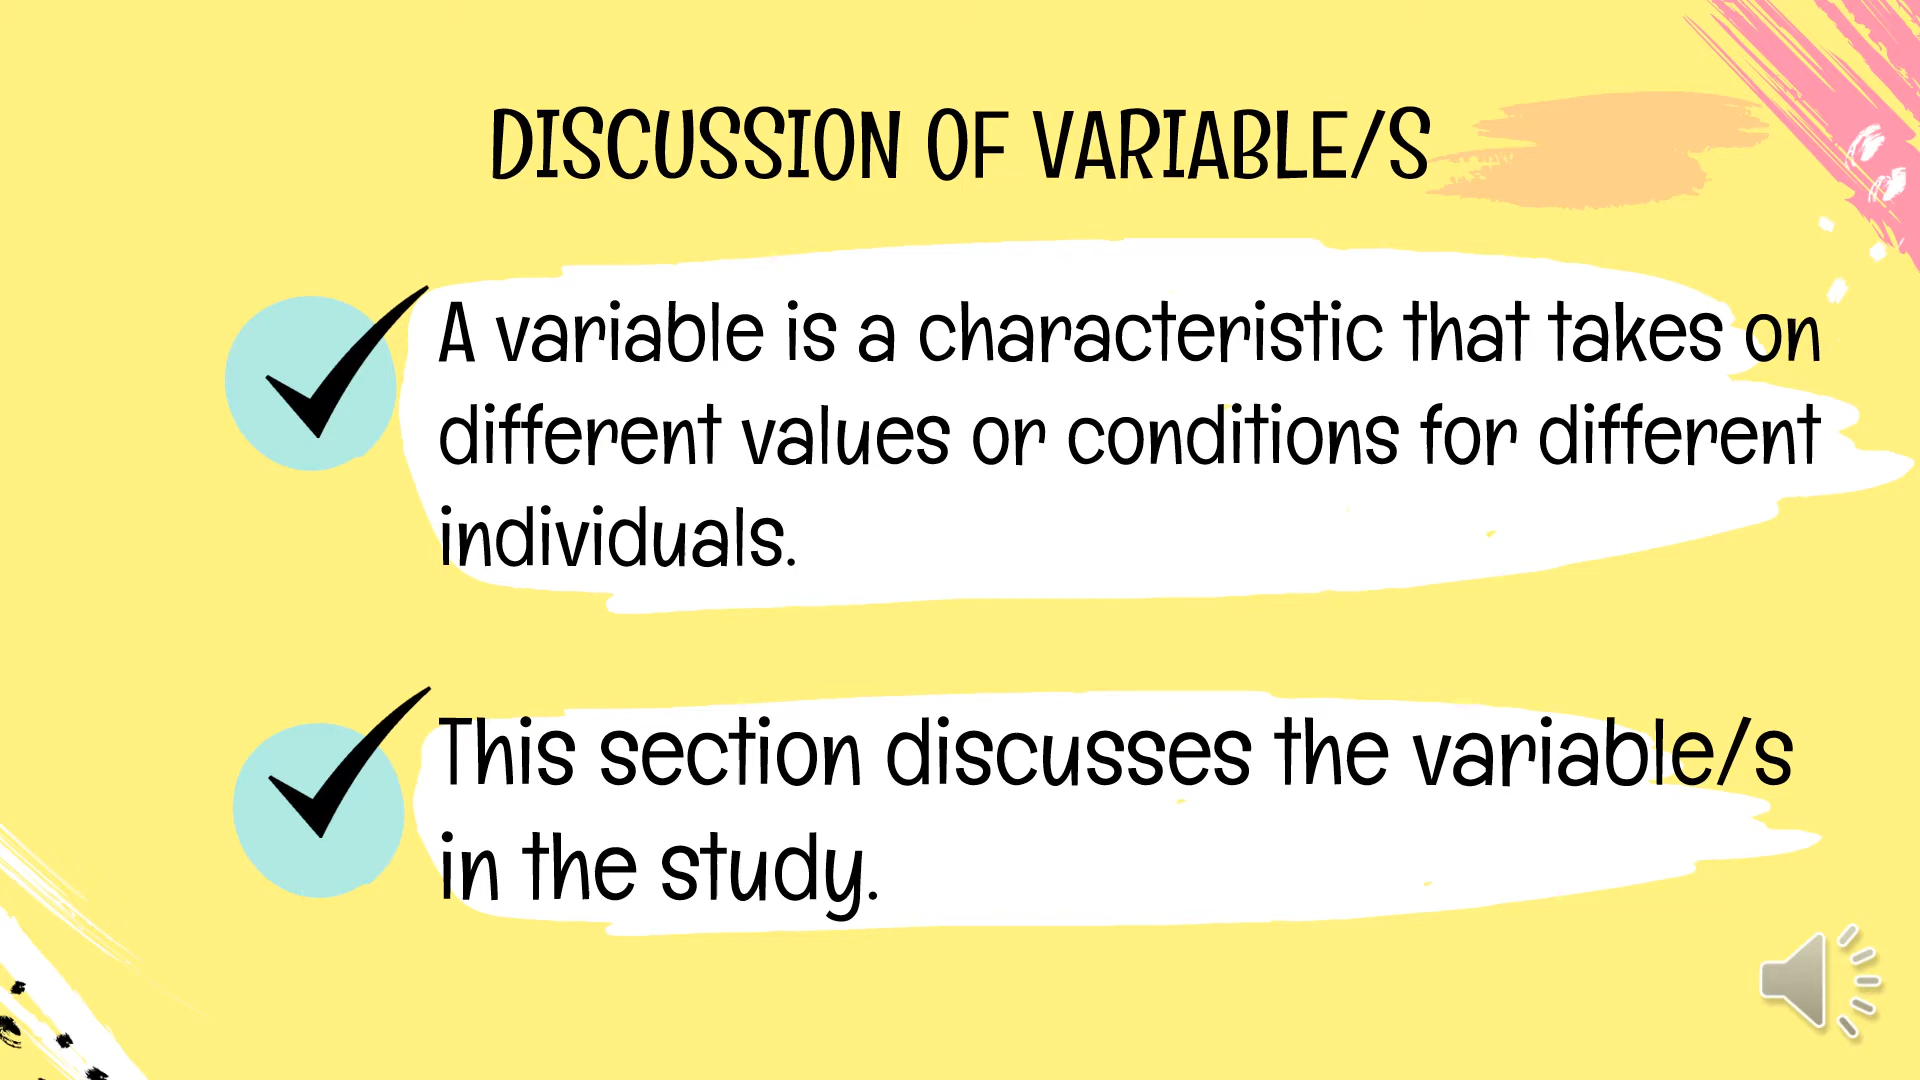 DISCUSSION OF VARIABLE/S
A variable is a characteristic that takes on
different values or conditions for different
individuals.
This section discusses the variable/s
in the study.